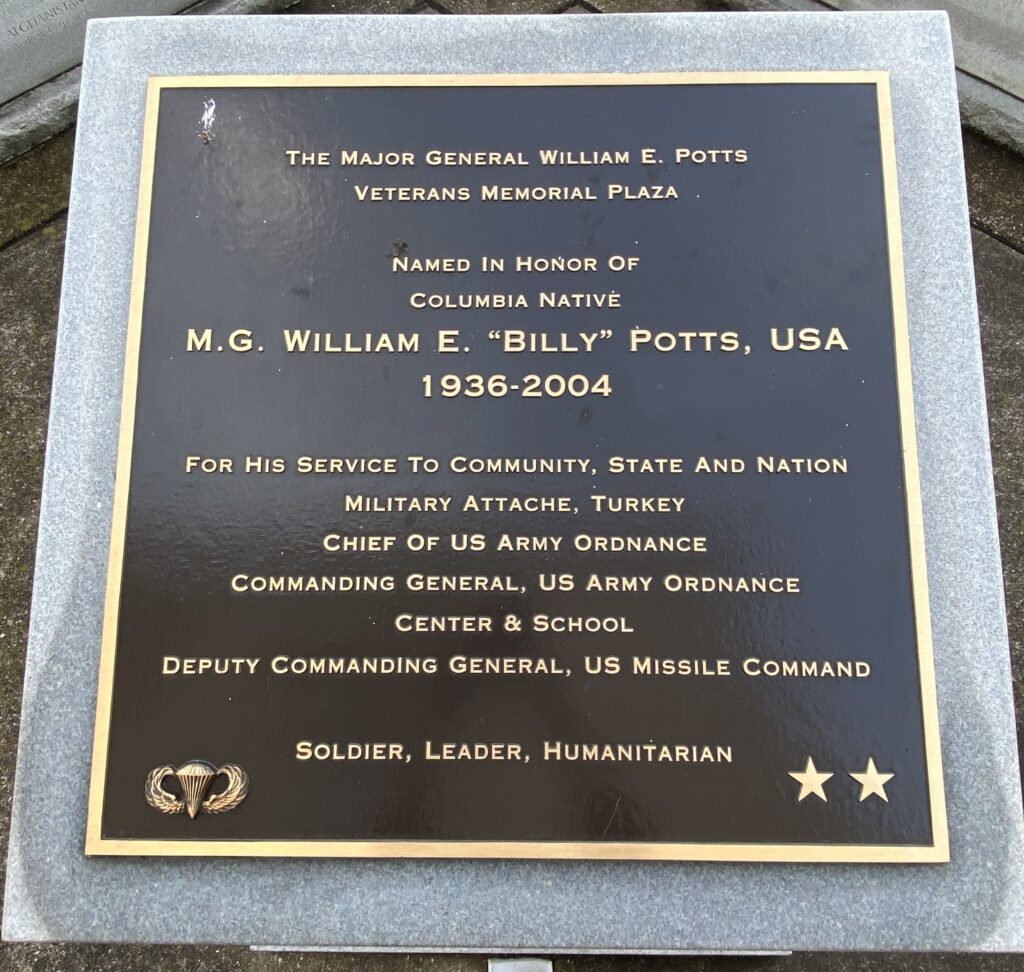 AFGHANISTAN
The Major General William E. Potts
Veterans Memorial Plaza
Named In Honor Of
Columbia Native
M.G. William E. “Billy” Potts, USA
1936-2004
For His Service To Community, State And Nation
Military Attache, Turkey
Chief Of US Army Ordnance
Commanding General, US Army Ordnance
Center & School
Deputy Commanding General, US Missile Command
Soldier, Leader, Humanitarian